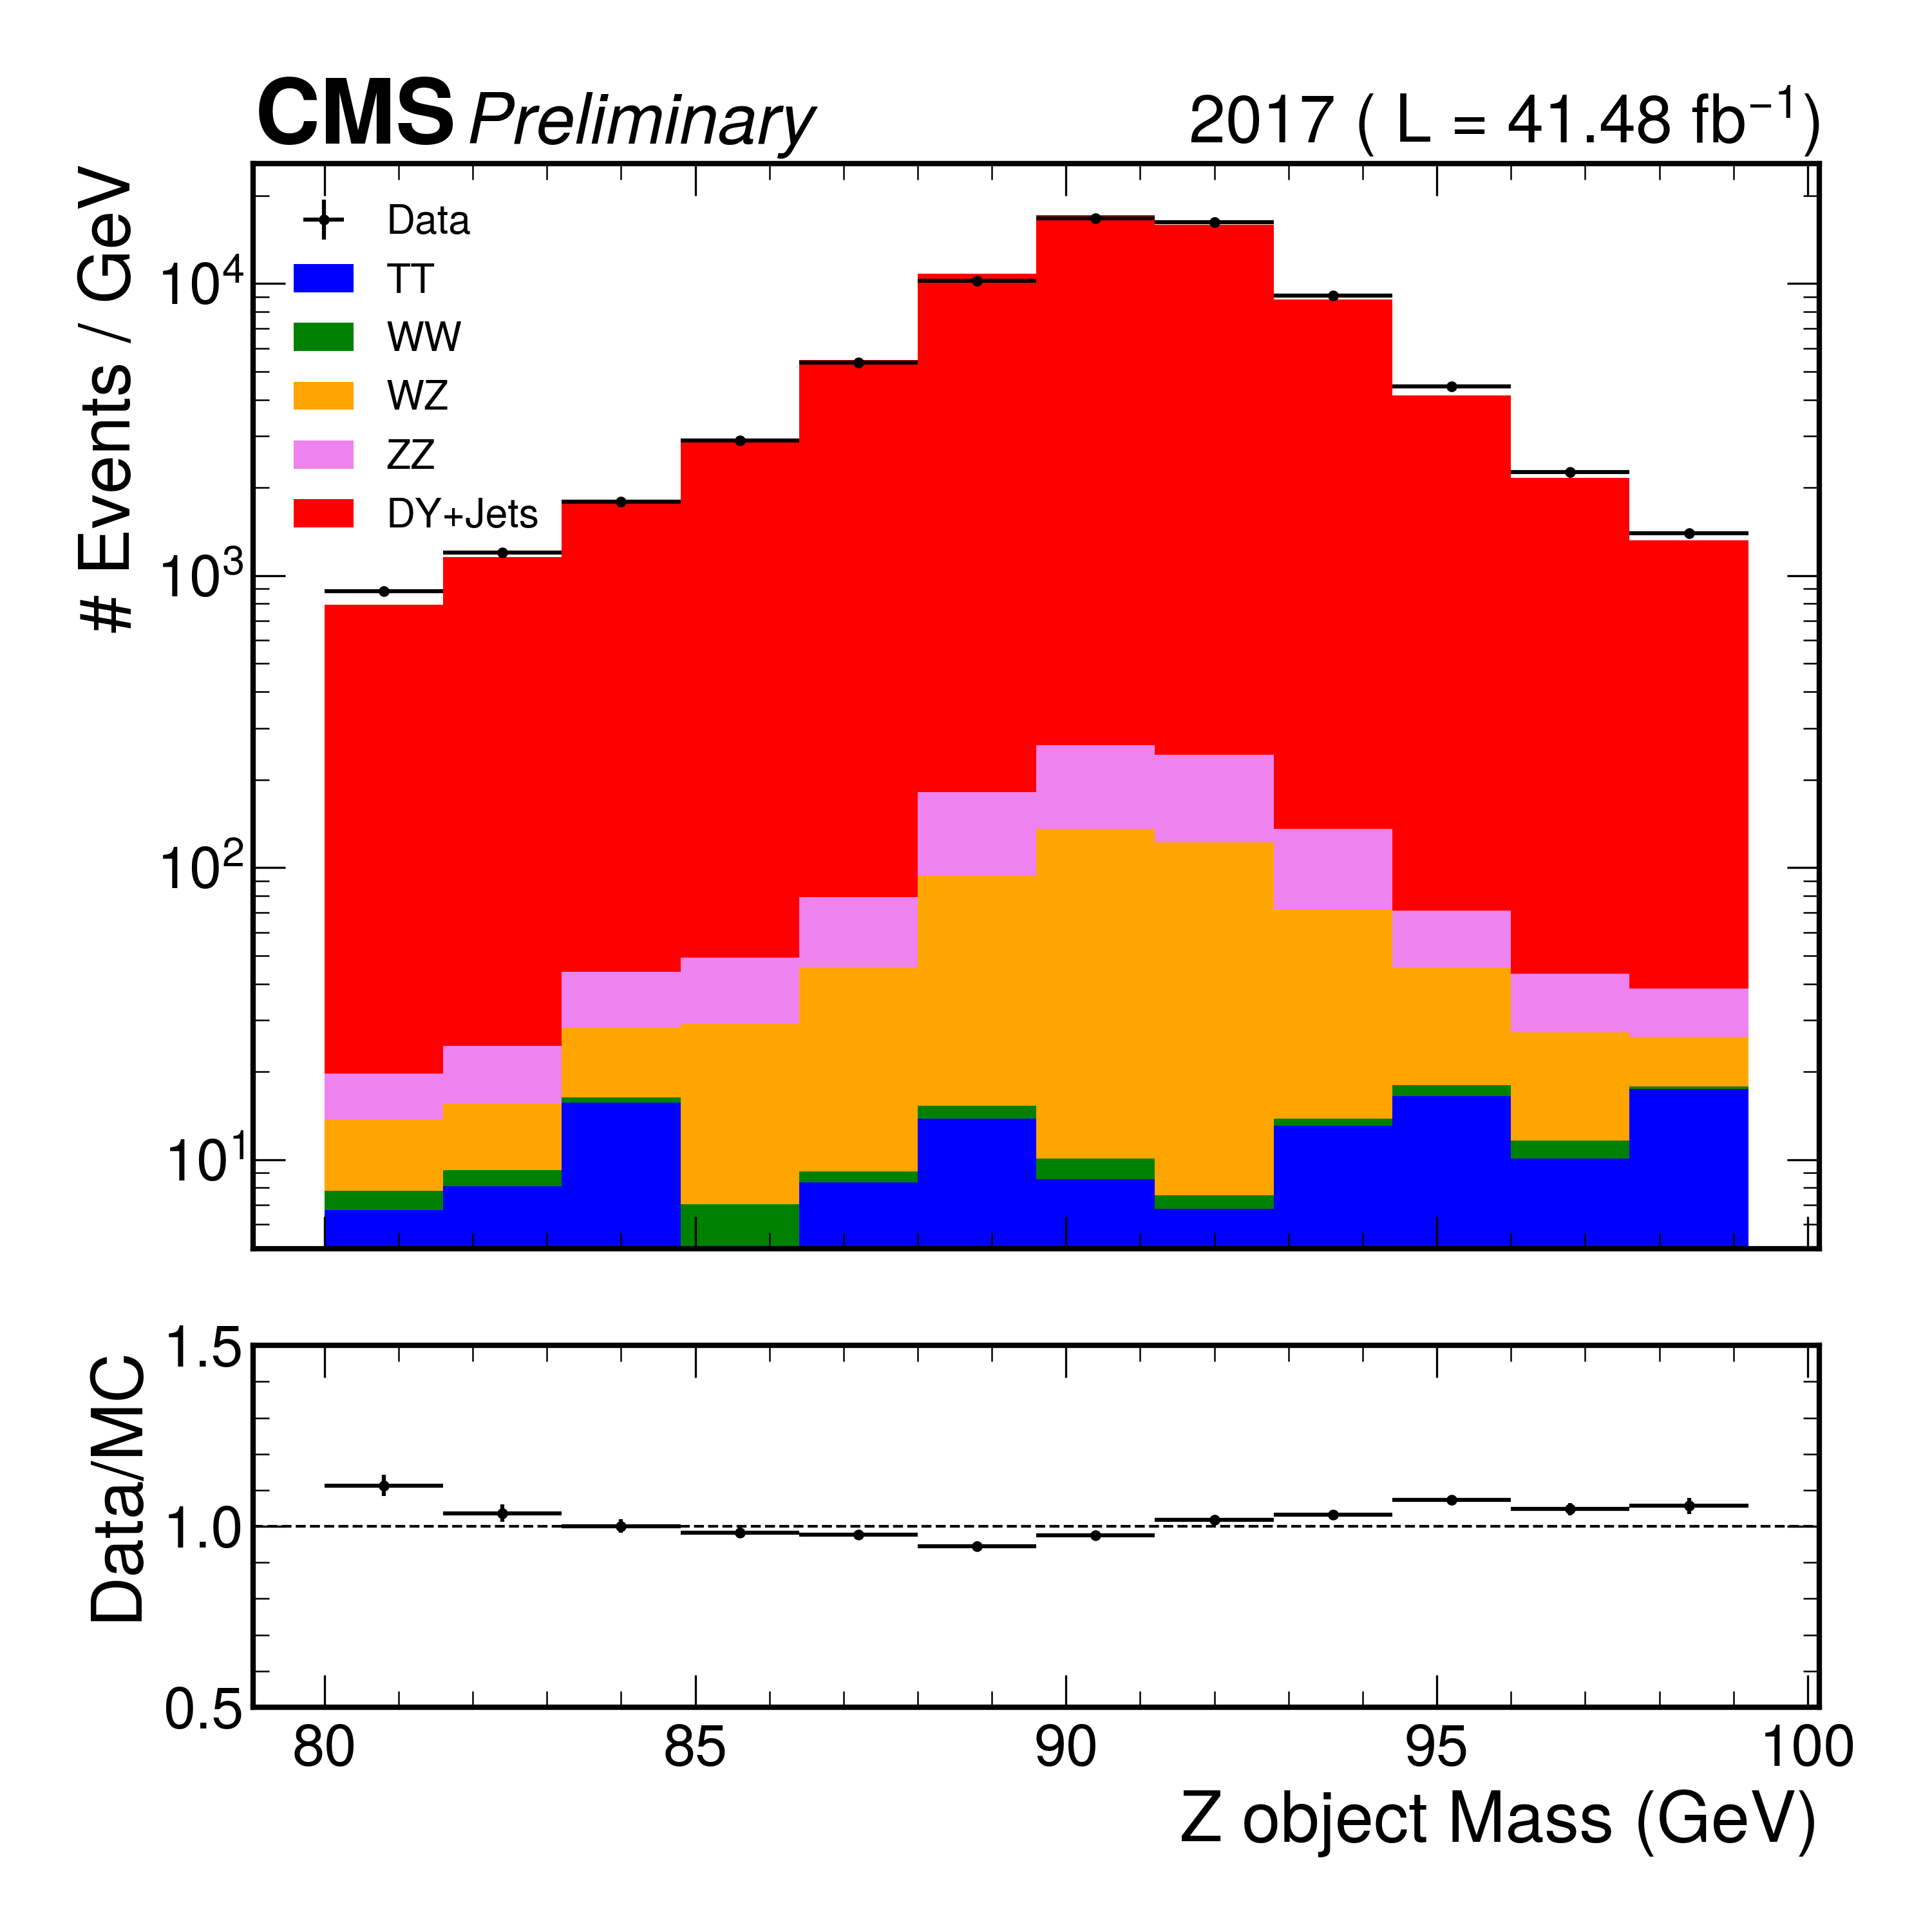 CMS Preliminary
2017 ( L = 41.48 fb⁻¹)
# Events / GeV
10⁴
10³
10²
10¹
Data
TT
WW
WZ
ZZ
DY+Jets
Data/MC
1.5
1.0
0.5
80 85 90 95 100
Z object Mass (GeV)